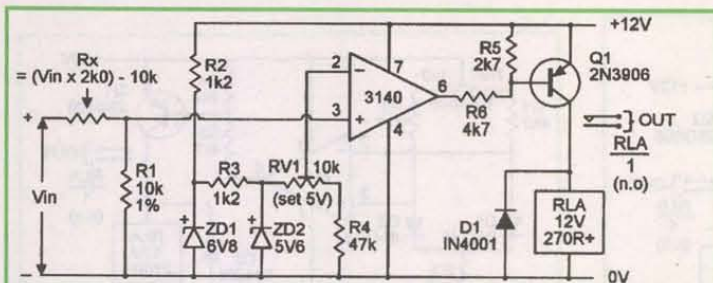 +12V
Rx
= (Vin x 2k0) - 10k
R2
1k2
2
7
3140
6
3
4
R5
2k7
Q1
2N3906
R6
4k7
OUT
RLA
1
(n.o)
+
Vin
R1
10k
1%
R3
1k2
RV1
10k
(set 5V)
+
ZD1
6V8
+
ZD2
5V6
R4
47k
D1
IN4001
RLA
12V
270R+
0V